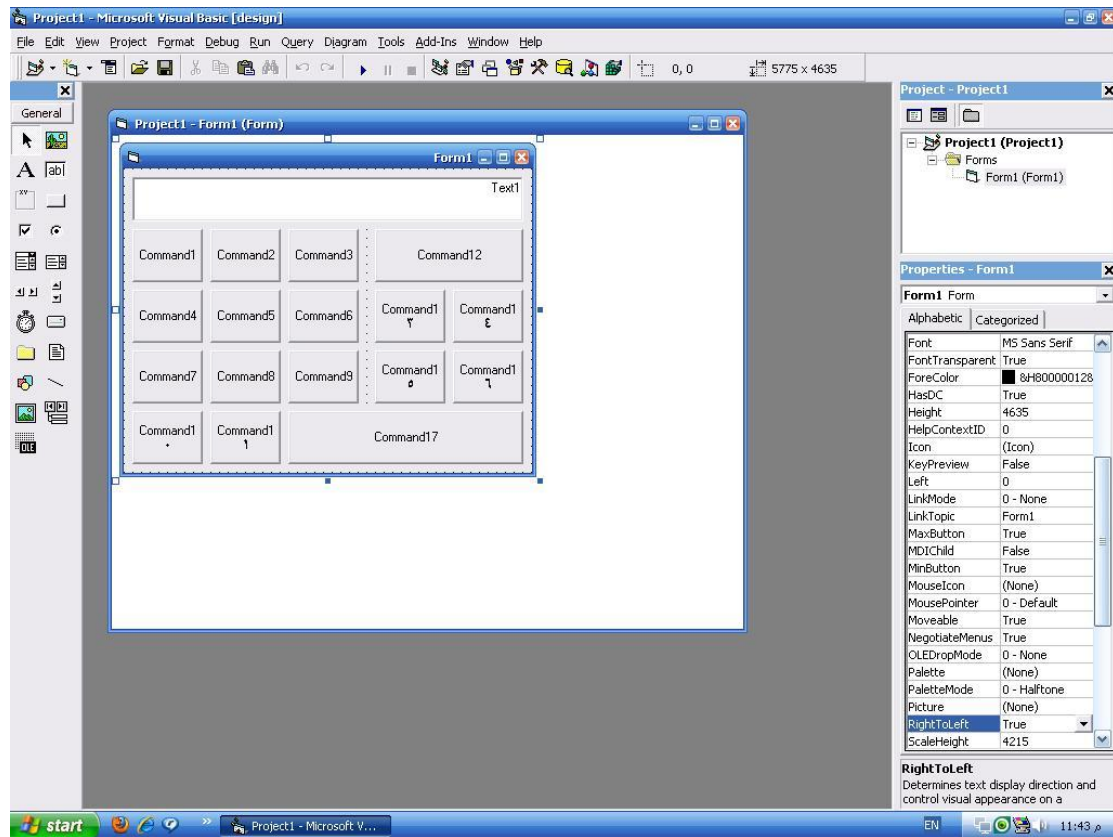 Project1 - Microsoft Visual Basic [design]
File Edit View Project Format Debug Run Query Diagram Tools Add-Ins Window Help
0, 0 5775 x 4635
General
A ab|
xv
OLE
Project1 - Form1 (Form)
Form1
Text1
Command1 Command2 Command3 Command12
Command4 Command5 Command6 Command1 Command1
٣ ٤
Command7 Command8 Command9 Command1 Command1
٥ ٦
Command1 Command1 Command17
٠ ١
Project - Project1
Project1 (Project1)
Forms
Form1 (Form1)
Properties - Form1
Form1 Form
Alphabetic Categorized
Font MS Sans Serif
FontTransparent True
ForeColor &H80000012&
HasDC True
Height 4635
HelpContextID 0
Icon (Icon)
KeyPreview False
Left 0
LinkMode 0 - None
LinkTopic Form1
MaxButton True
MDIChild False
MinButton True
MouseIcon (None)
MousePointer 0 - Default
Moveable True
NegotiateMenus True
OLEDropMode 0 - None
Palette (None)
PaletteMode 0 - Halftone
Picture (None)
RightToLeft True
ScaleHeight 4215
RightToLeft
Determines text display direction and
control visual appearance on a
start Project1 - Microsoft V... EN 11:43 م